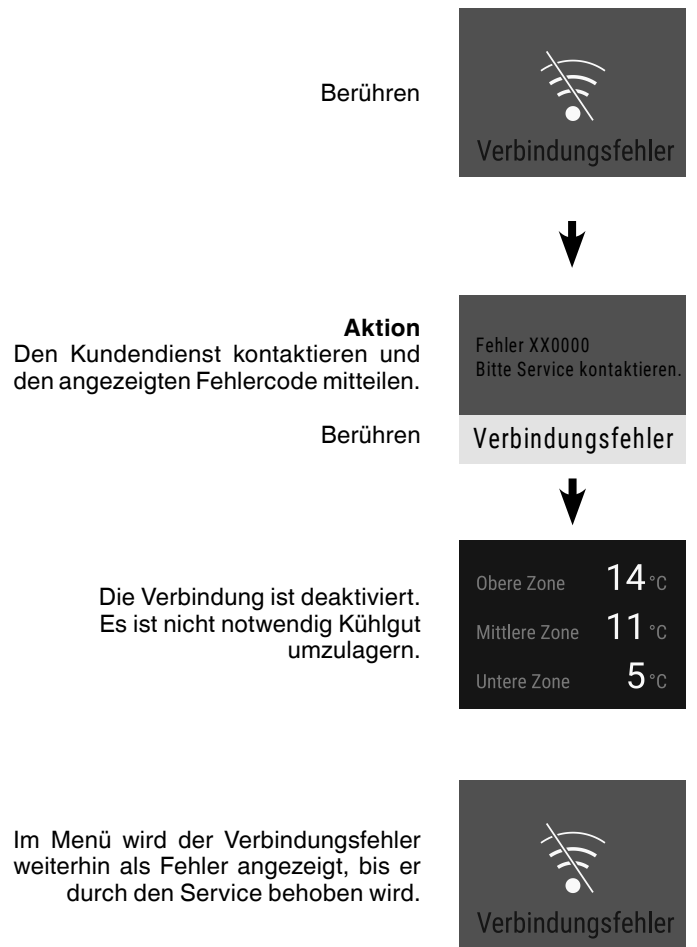 Berühren
Verbindungsfehler
Aktion
Den Kundendienst kontaktieren und
den angezeigten Fehlercode mitteilen.
Fehler XX0000
Bitte Service kontaktieren.
Berühren
Verbindungsfehler
Die Verbindung ist deaktiviert.
Es ist nicht notwendig Kühlgut
umzulagern.
Obere Zone 14 °C
Mittlere Zone 11 °C
Untere Zone 5 °C
Im Menü wird der Verbindungsfehler
weiterhin als Fehler angezeigt, bis er
durch den Service behoben wird.
Verbindungsfehler